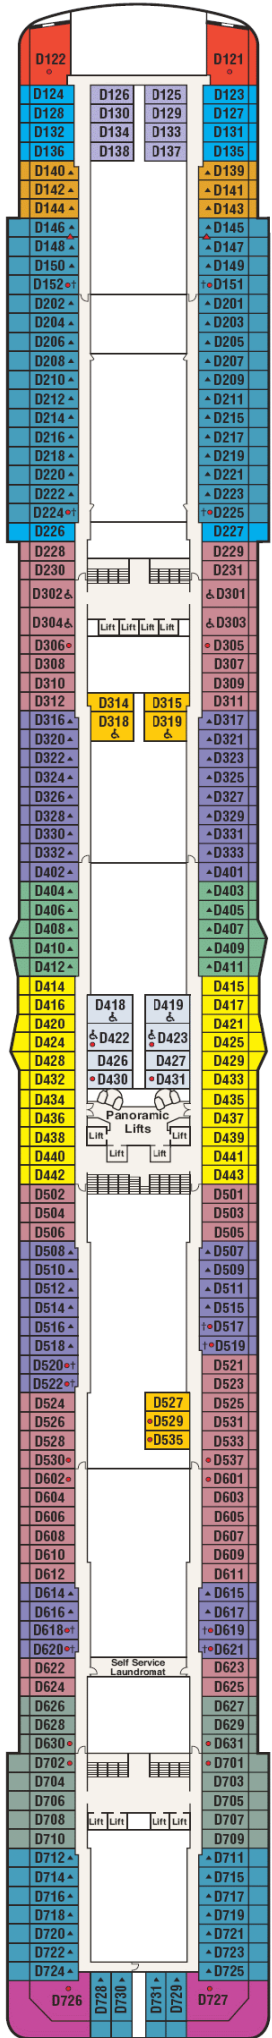 D122 D121
D124 D126 D125 D123
D128 D130 D129 D127
D132 D134 D133 D131
D136 D138 D137 D135
D140 D139
D142 D141
D144 D143
D146 D145
D148 D147
D150 D149
D152 † † D151
D202 D201
D204 D203
D206 D205
D208 D207
D210 D209
D212 D211
D214 D215
D216 D217
D218 D219
D220 D221
D222 D223
D224 † † D225
D226 D227
D228 D229
D230 D231
D302 D301
D304 D303
Lift Lift Lift Lift
D306 D305
D308 D307
D310 D309
D312 D314 D315 D311
D316 D318 D319 D317
D320 D321
D322 D323
D324 D325
D326 D327
D328 D329
D330 D331
D332 D333
D402 D401
D404 D403
D406 D405
D408 D407
D410 D409
D412 D411
D414 D415
D416 D418 D419 D417
D420 D421
D424 D422 D423 D425
D428 D426 D427 D429
D432 D430 D431 D433
D434 D435
D436 Panoramic D437
Lifts
D438 Lift Lift D439
D440 Lift Lift D441
D442 D443
D502 D501
D504 D503
D506 D505
D508 D507
D510 D509
D512 D511
D514 D515
D516 † D517
D518 † D519
D520 † D521
D522 † D523
D524 D527 D525
D526 D529 D531
D528 D535 D533
D530 D537
D602 D601
D604 D603
D606 D605
D608 D607
D610 D609
D612 D611
D614 D615
D616 D617
D618 † † D619
D620 † † D621
D622 Self Service D623
Laundromat
D624 D625
D626 D627
D628 D629
D630 D631
D702 D701
D704 D703
D706 D705
D708 Lift Lift Lift Lift D707
D710 D709
D712 D711
D714 D715
D716 D717
D718 D719
D720 D721
D722 D723
D724 D725
D726 D728 D730 D731 D729 D727